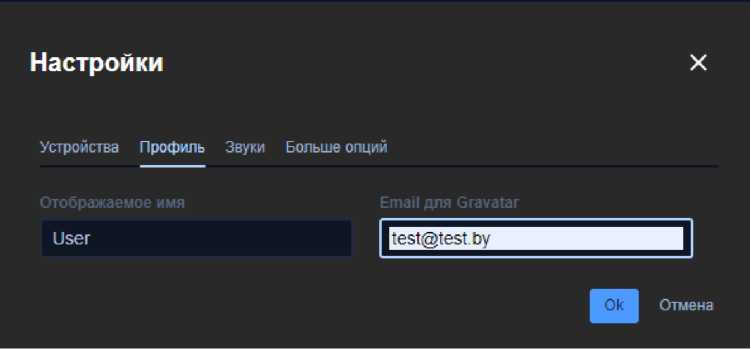 Настройки
Устройства Профиль Звуки Больше опций
Отображаемое имя Email для Gravatar
User test@test.by
Ok Отмена